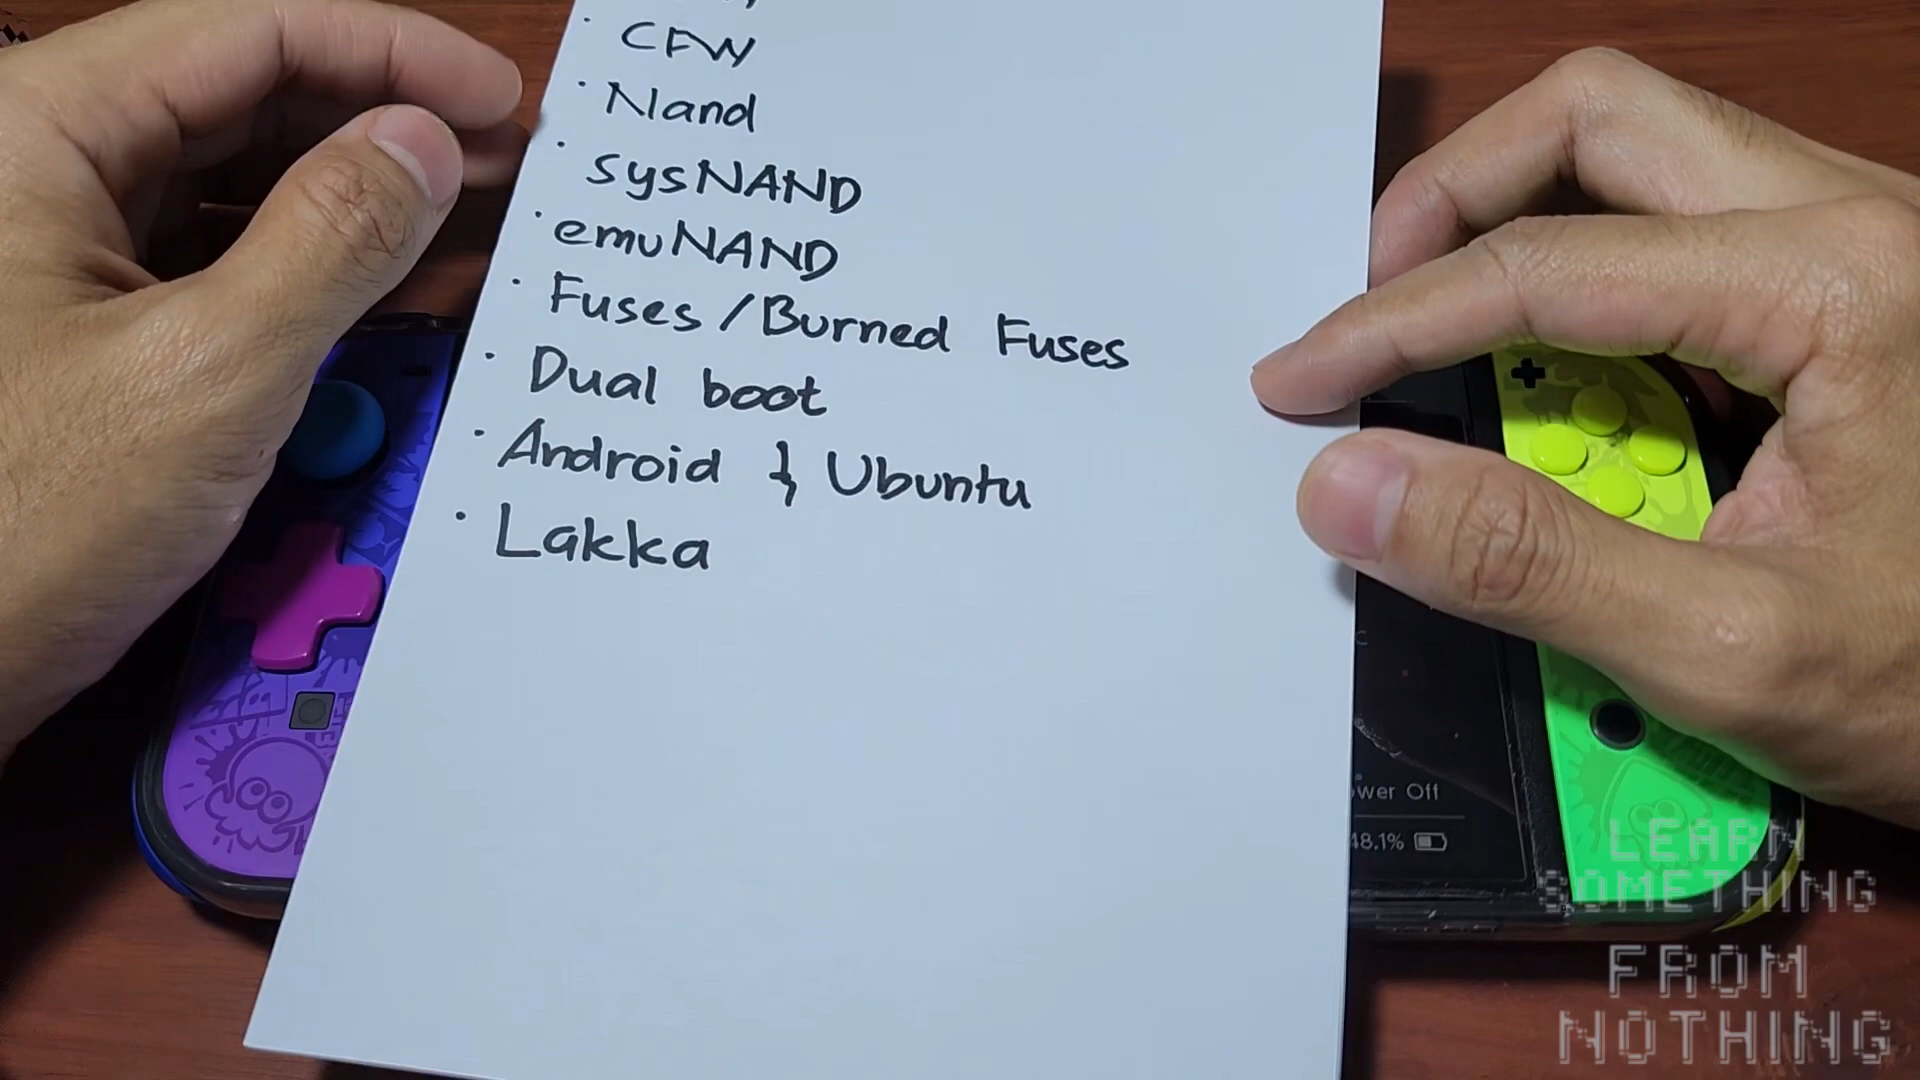 · CFW
· Nand
· sysNAND
· emuNAND
· Fuses / Burned Fuses
· Dual boot
· Android & Ubuntu
· Lakka
Off
48.1%
LEARN
SOMETHING
FROM
NOTHING